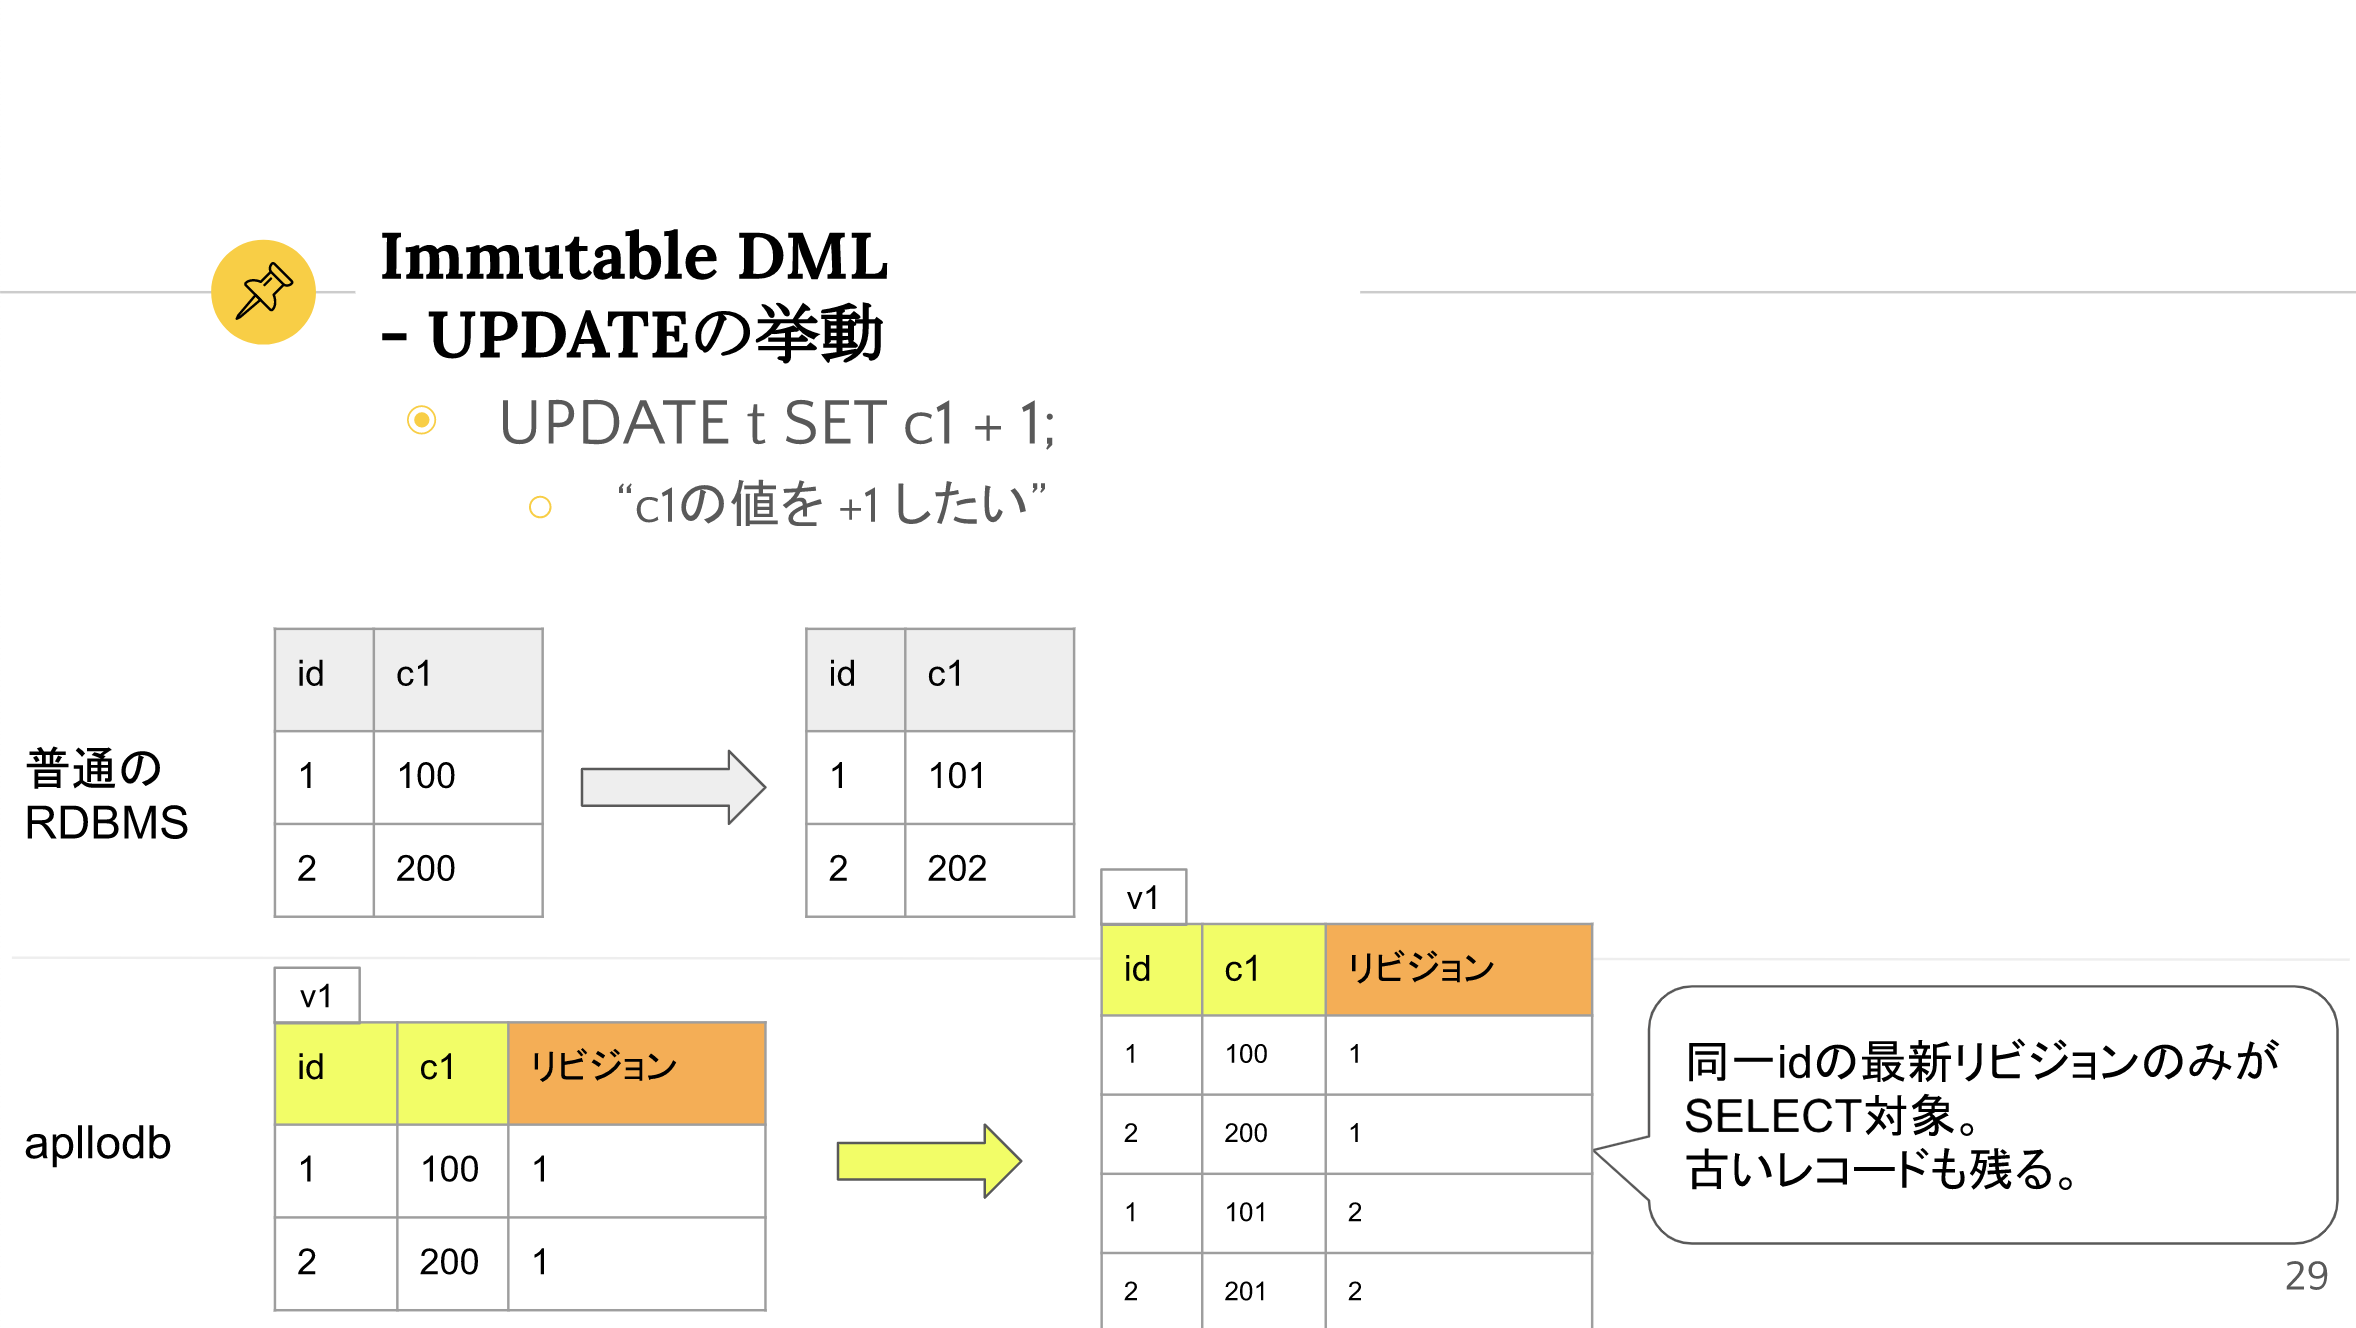 Immutable DML
- UPDATEの挙動
UPDATE t SET c1 + 1;
“c1の値を +1 したい”
普通の
RDBMS
id c1
1 100
2 200
id c1
1 101
2 202
apllodb
v1
id c1 リビジョン
1 100 1
2 200 1
v1
id c1 リビジョン
1 100 1
2 200 1
1 101 2
2 201 2
同一idの最新リビジョンのみが
SELECT対象。
古いレコードも残る。
29